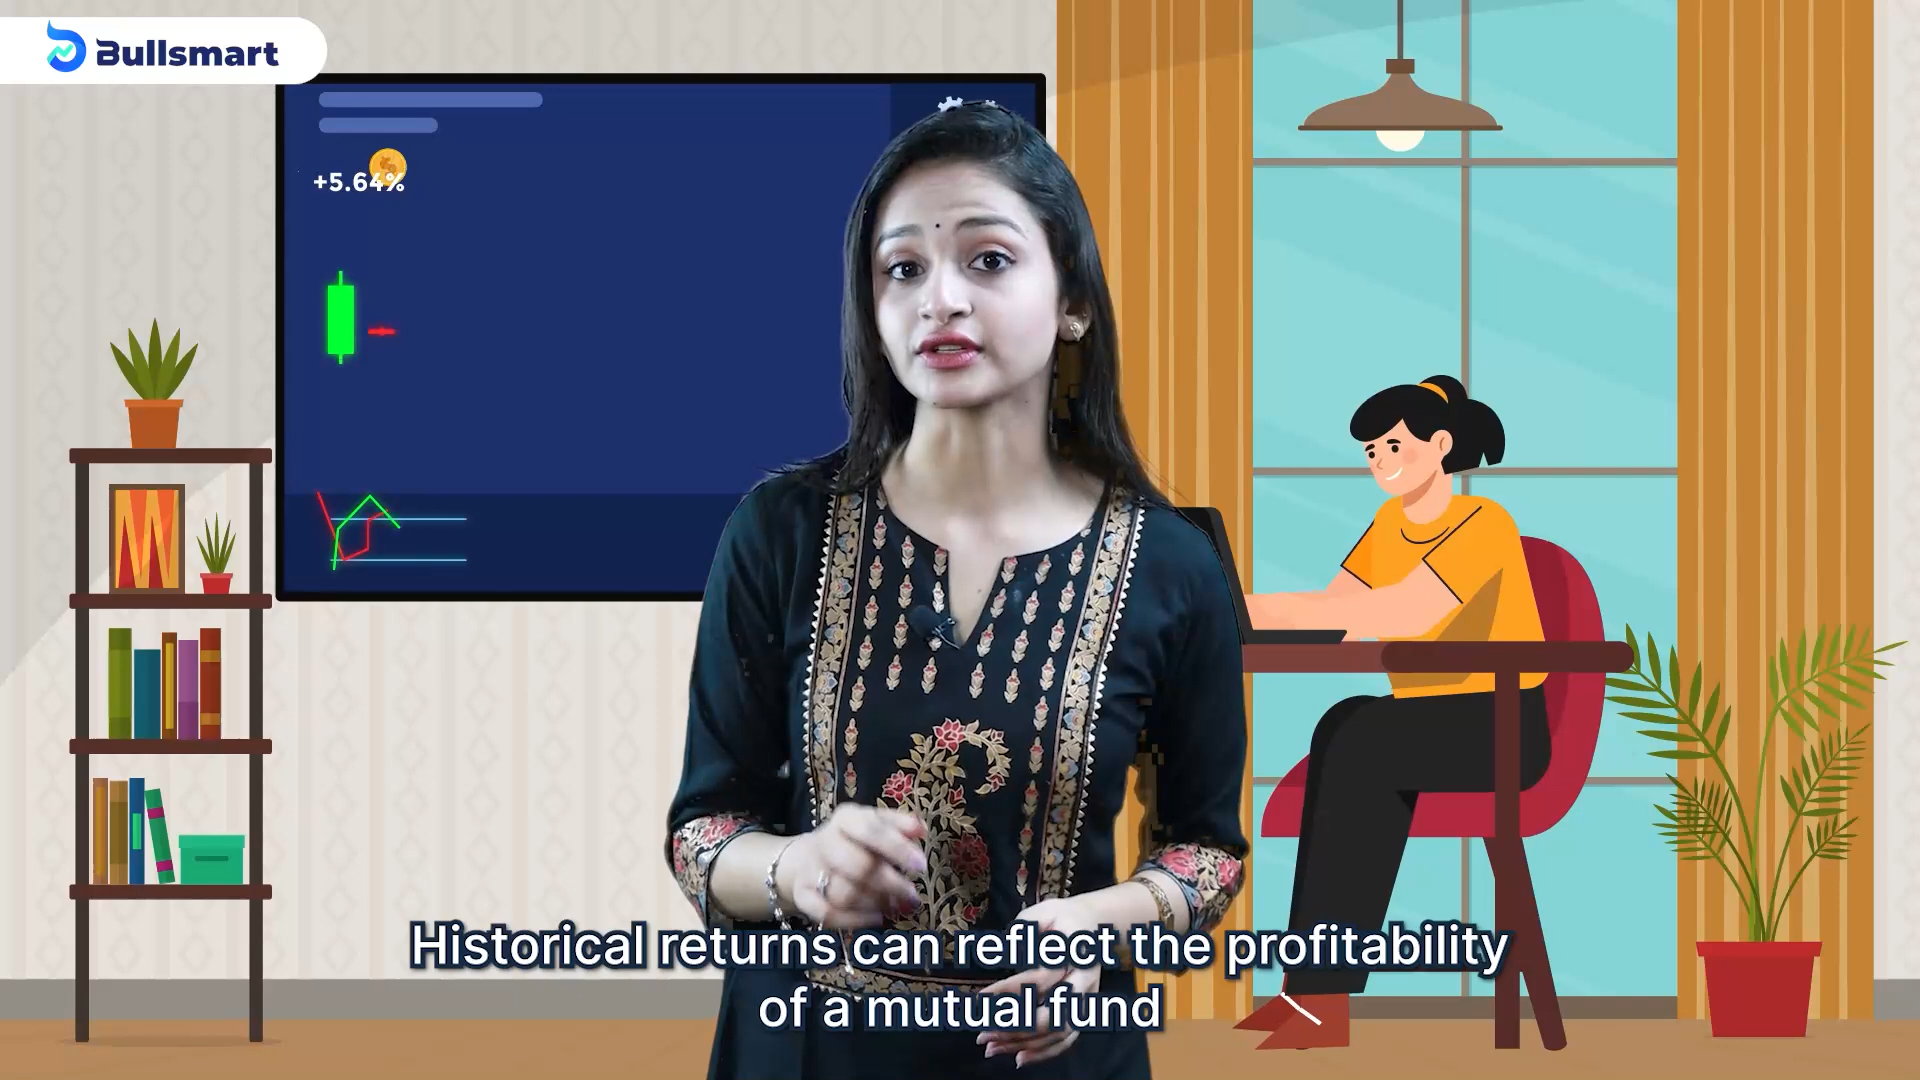 Bullsmart
+5.64%
Historical returns can reflect the profitability
of a mutual fund